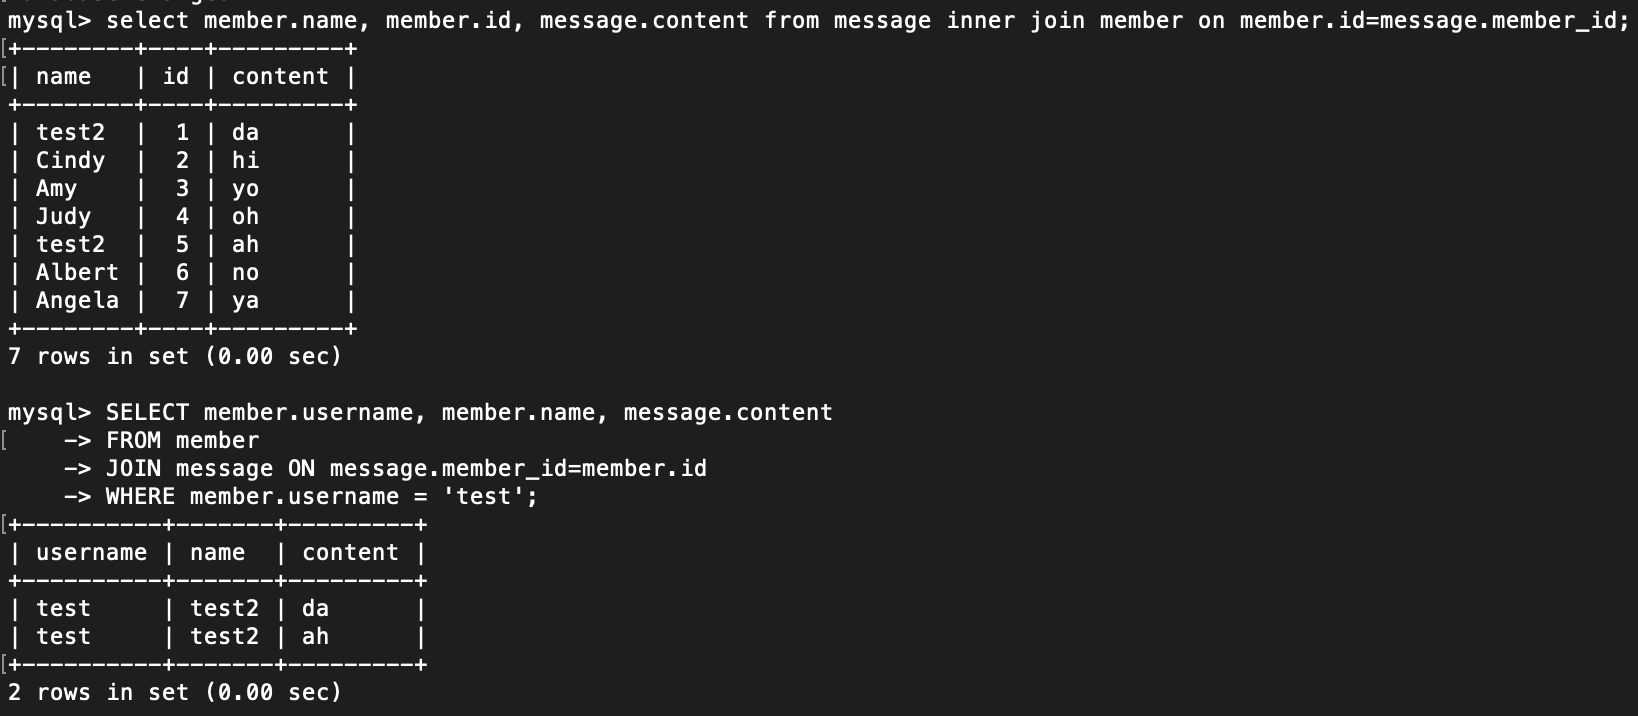 mysql> select member.name, member.id, message.content from message inner join member on member.id=message.member_id;
[+--------+----+---------+
[| name   | id | content |
+--------+----+---------+
| test2  |  1 | da      |
| Cindy  |  2 | hi      |
| Amy    |  3 | yo      |
| Judy   |  4 | oh      |
| test2  |  5 | ah      |
| Albert |  6 | no      |
| Angela |  7 | ya      |
+--------+----+---------+
7 rows in set (0.00 sec)
mysql> SELECT member.username, member.name, message.content
[    -> FROM member
    -> JOIN message ON message.member_id=member.id
    -> WHERE member.username = 'test';
[+----------+-------+---------+
| username | name  | content |
+----------+-------+---------+
| test     | test2 | da      |
| test     | test2 | ah      |
[+----------+-------+---------+
2 rows in set (0.00 sec)